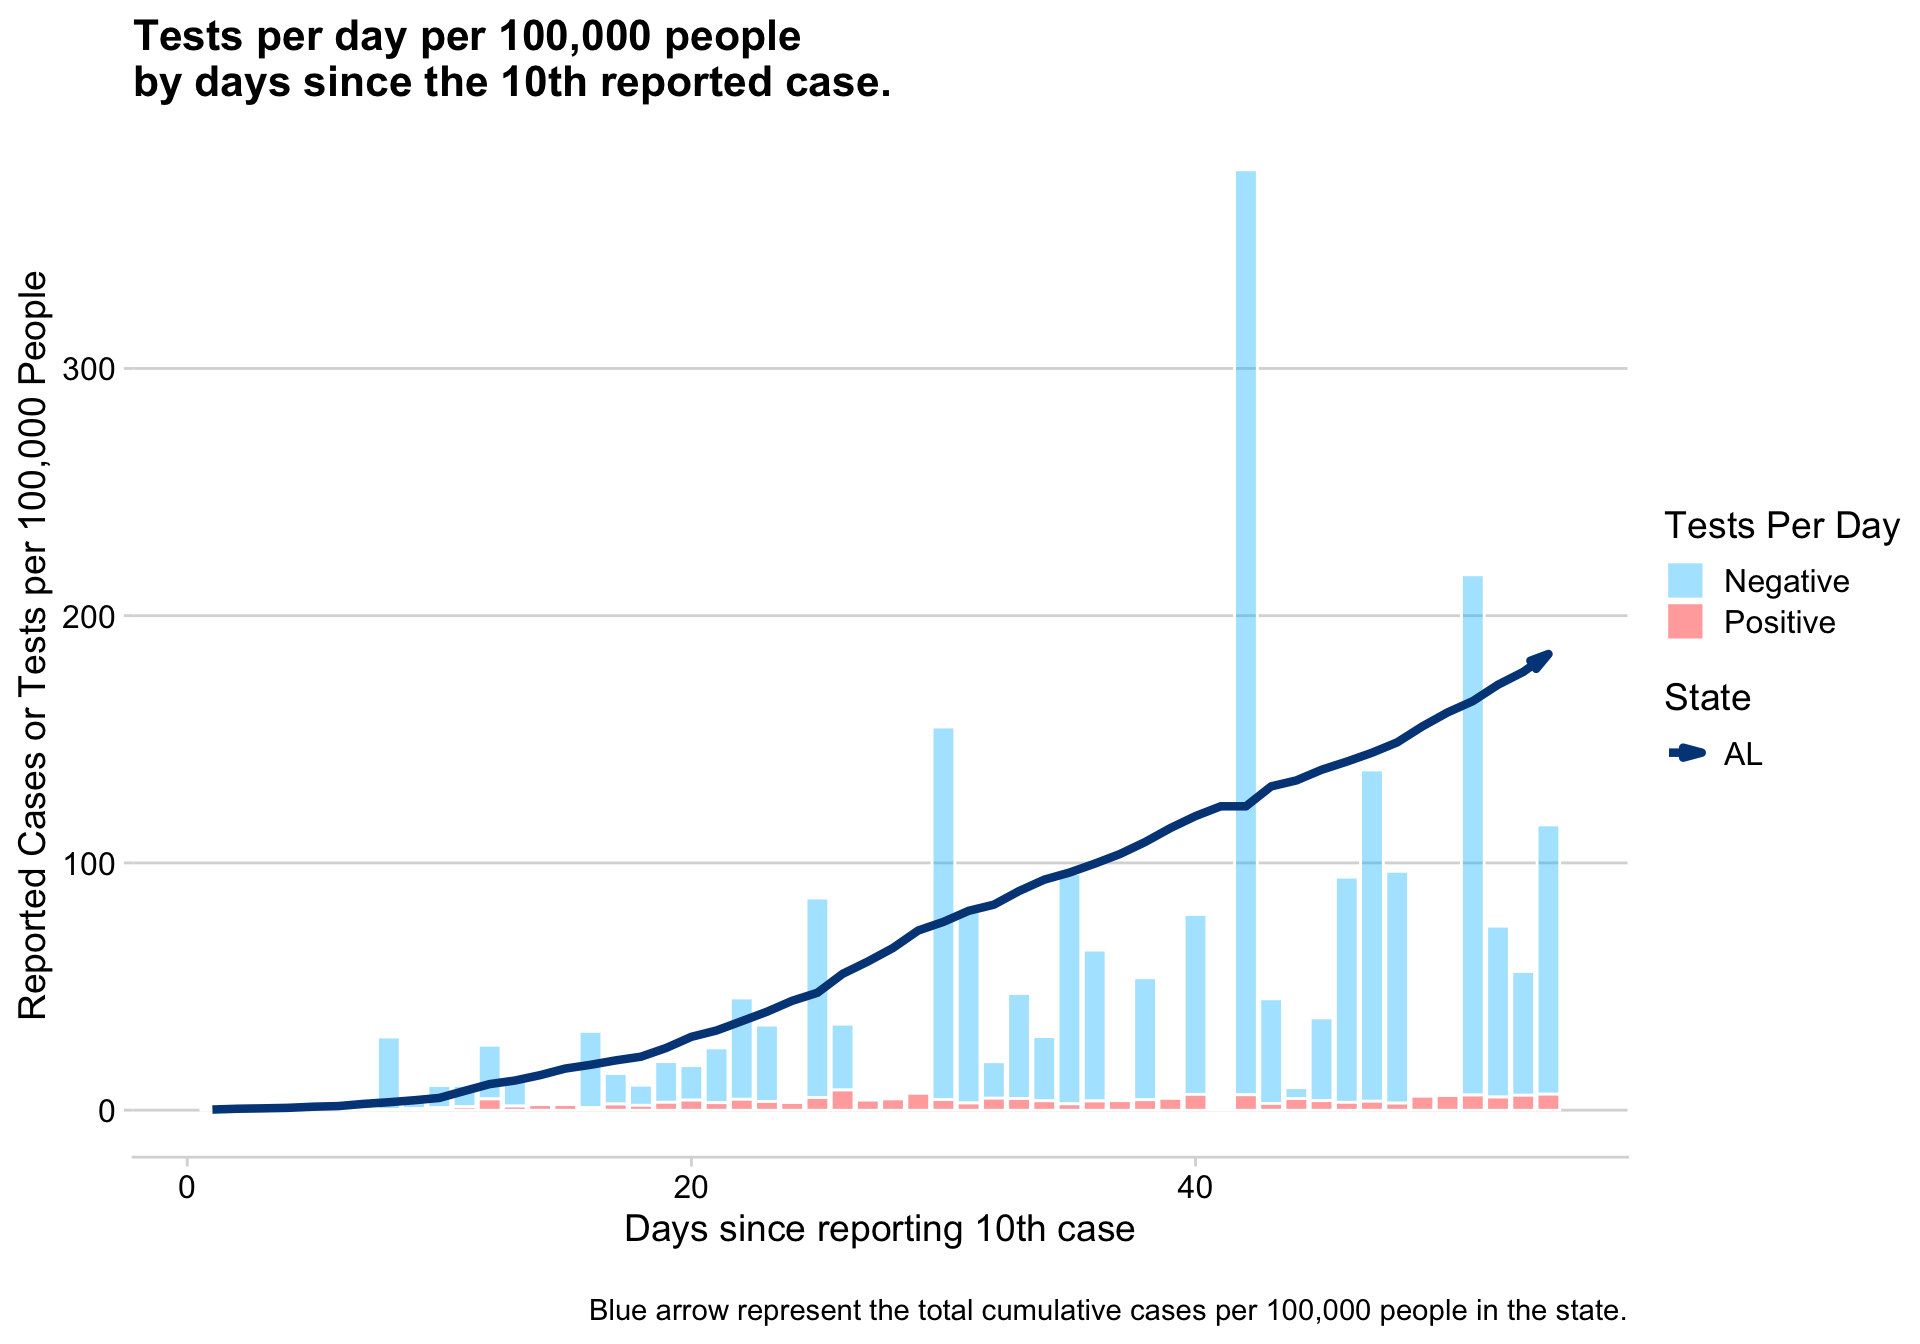 Tests per day per 100,000 people
by days since the 10th reported case.
Reported Cases or Tests per 100,000 People
300
200
100
0
0
20
40
Days since reporting 10th case
Tests Per Day
Negative
Positive
State
AL
Blue arrow represent the total cumulative cases per 100,000 people in the state.